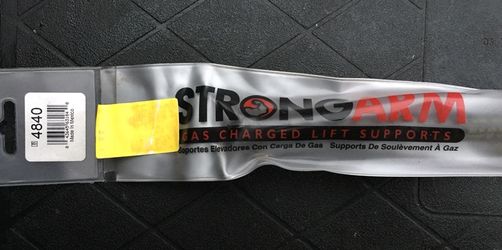 4840
Made in Mexico
STRONGARM
GAS CHARGED LIFT SUPPORTS
Soportes Elevadores Con Carga De Gas Supports De Soulèvement À Gaz